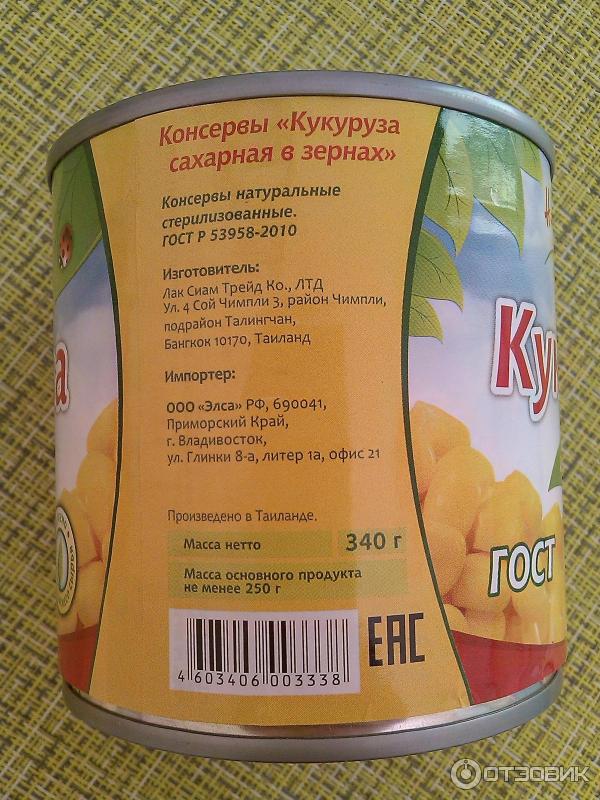 Консервы «Кукуруза
сахарная в зернах»
Консервы натуральные
стерилизованные.
ГОСТ Р 53958-2010
Изготовитель:
Лак Сиам Трейд Ко., ЛТД
Ул. 4 Сой Чимпли 3, район Чимпли,
подрайон Талингчан,
Бангкок 10170, Таиланд
Импортер:
ООО «Элса» РФ, 690041,
Приморский Край,
г. Владивосток,
ул. Глинки 8-а, литер 1а, офис 21
Произведено в Таиланде.
Масса нетто 340 г
Масса основного продукта
не менее 250 г
4 603406 003338
ЕАС
а
Ку
ГОСТ
ОТЗОВИК